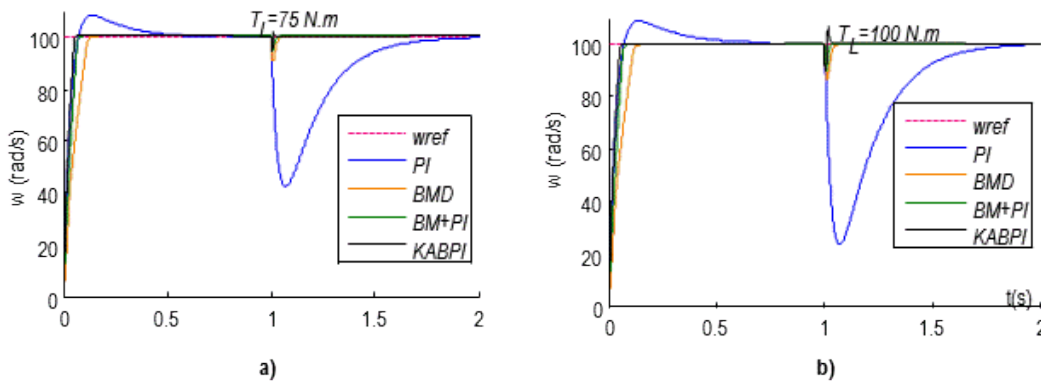 T_L=75 N.m
100
80
60
40
20
0
w (rad/s)
wref
PI
BMD
BM+PI
KABPI
0
0.5
1
1.5
2
a)
T_L=100 N.m
100
80
60
40
20
0
w (rad/s)
wref
PI
BMD
BM+PI
KABPI
t(s)
0
0.5
1
1.5
2
b)